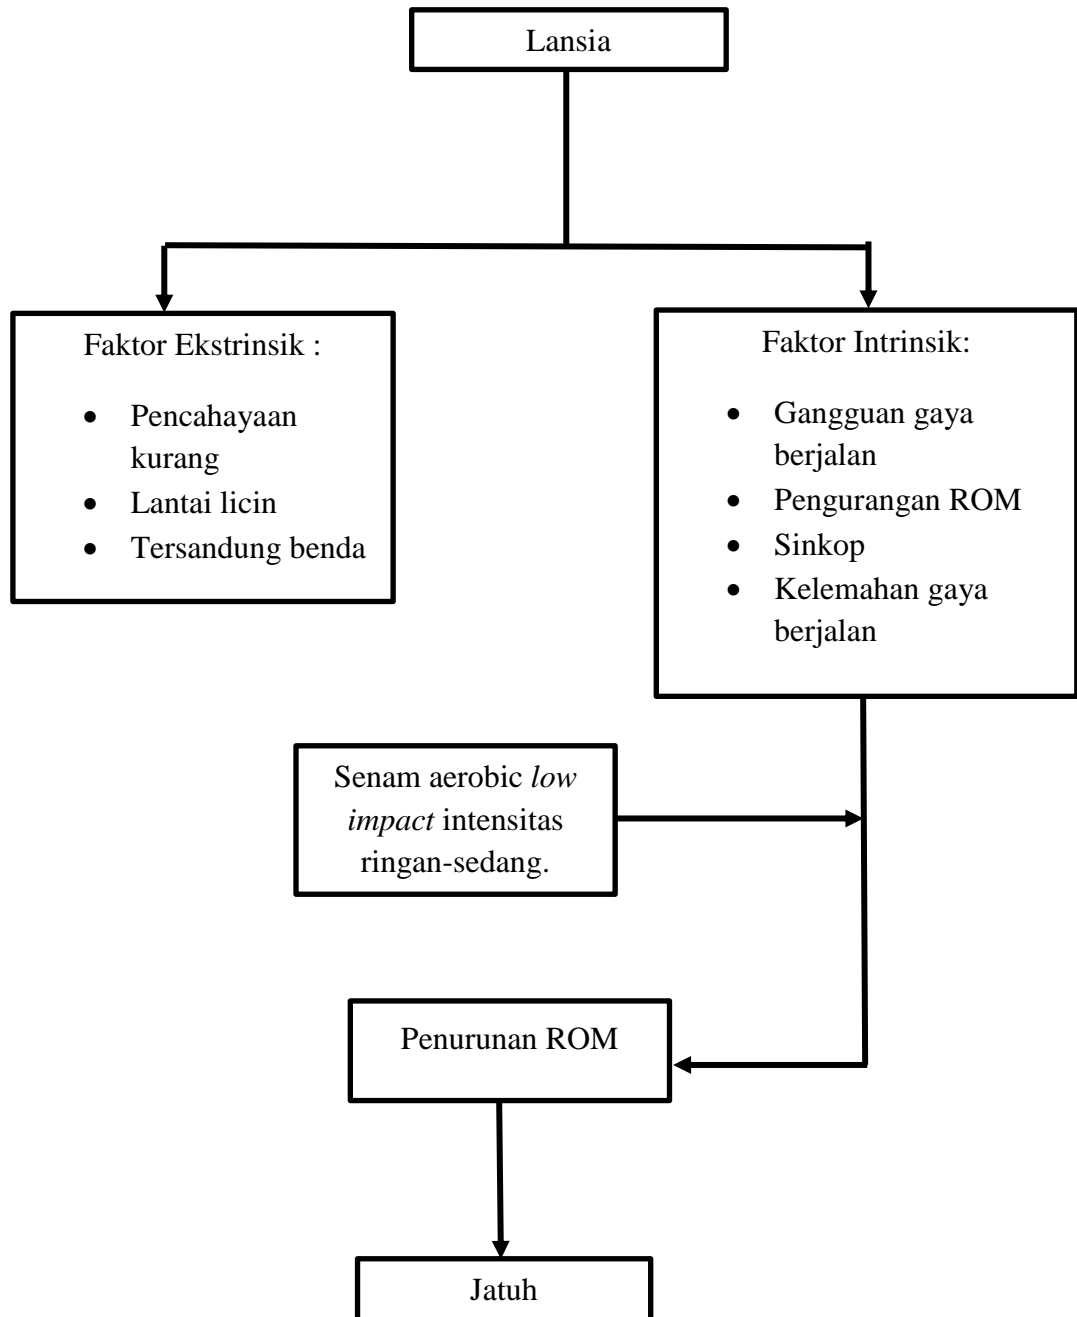 Lansia
Faktor Ekstrinsik :
• Pencahayaan
kurang
• Lantai licin
• Tersandung benda
Faktor Intrinsik:
• Gangguan gaya
berjalan
• Pengurangan ROM
• Sinkop
• Kelemahan gaya
berjalan
Senam aerobic low
impact intensitas
ringan-sedang.
Penurunan ROM
Jatuh